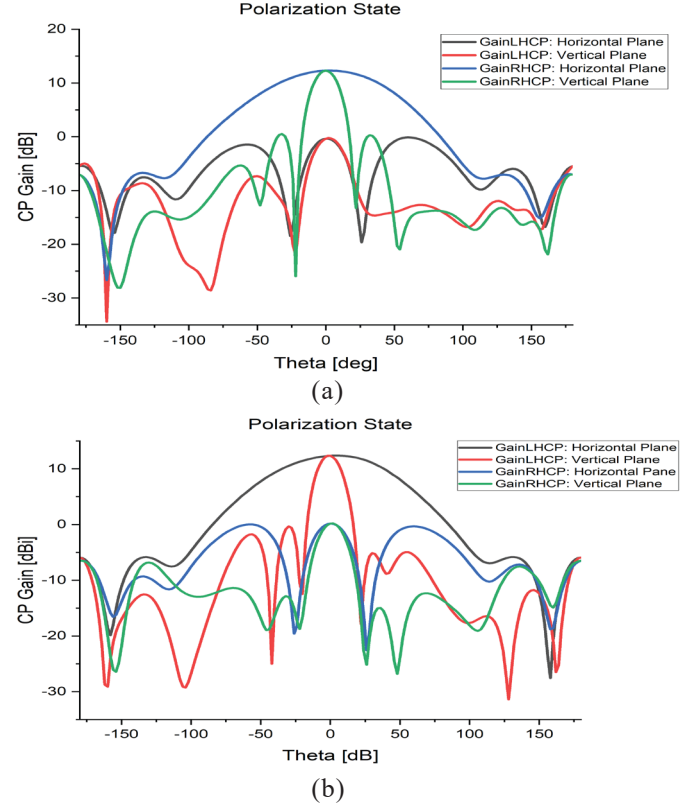 Polarization State
GainLHCP: Horizontal Plane
GainLHCP: Vertical Plane
GainRHCP: Horizontal Plane
GainRHCP: Vertical Plane
CP Gain [dB]
20
10
0
-10
-20
-30
-150 -100 -50 0 50 100 150
Theta [deg]
(a)
Polarization State
GainLHCP: Horizontal Plane
GainLHCP: Vertical Plane
GainRHCP: Horizontal Plane
GainRHCP: Vertical Plane
CP Gain [dBi]
10
0
-10
-20
-30
-150 -100 -50 0 50 100 150
Theta [dB]
(b)